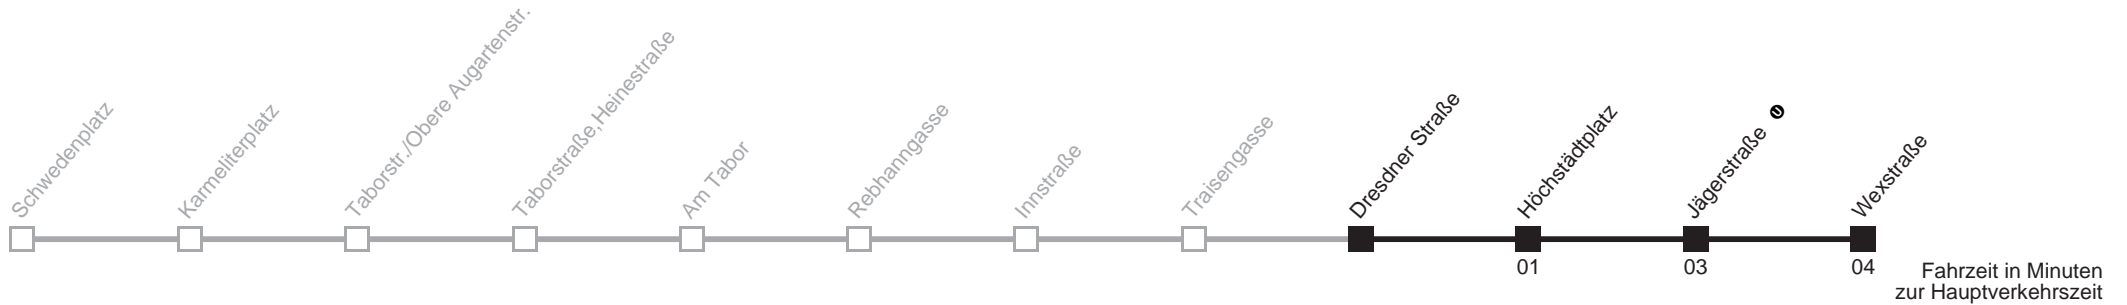 Schwedenplatz
Karmeliterplatz
Taborstr./Obere Augartenstr.
Taborstraße,Heinestraße
Am Tabor
Rebhanngasse
Innstraße
Traisengasse
Dresdner Straße
Höchstädtplatz
Jägerstraße U
Wexstraße
01
03
04
Fahrzeit in Minuten
zur Hauptverkehrszeit